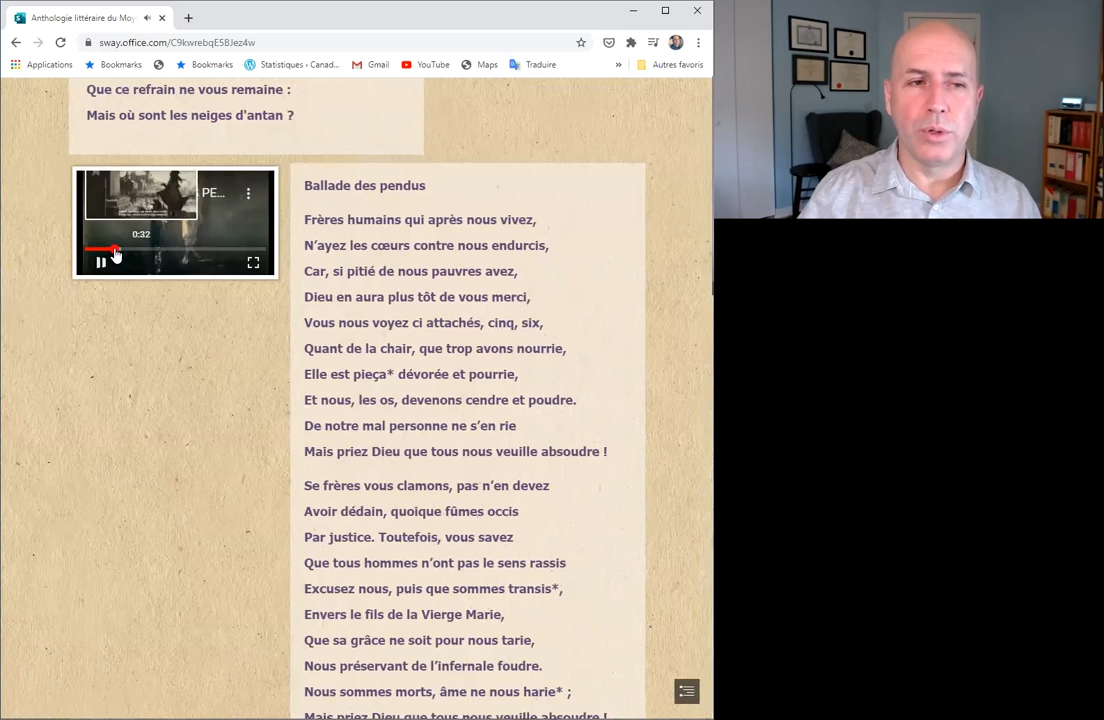 Anthologie littéraire du Moy
sway.office.com/C9kwrebqE5BJez4w
Applications
Bookmarks
Bookmarks
Statistiques ‹ Canad...
Gmail
YouTube
Maps
Traduire
»
Autres favoris
Que ce refrain ne vous remaine :
Mais où sont les neiges d'antan ?
PE...
0:32
Ballade des pendus
Frères humains qui après nous vivez,
N'ayez les cœurs contre nous endurcis,
Car, si pitié de nous pauvres avez,
Dieu en aura plus tôt de vous merci,
Vous nous voyez ci attachés, cinq, six,
Quant de la chair, que trop avons nourrie,
Elle est pieça* dévorée et pourrie,
Et nous, les os, devenons cendre et poudre.
De notre mal personne ne s'en rie
Mais priez Dieu que tous nous veuille absoudre !
Se frères vous clamons, pas n'en devez
Avoir dédain, quoique fûmes occis
Par justice. Toutefois, vous savez
Que tous hommes n'ont pas le sens rassis
Excusez nous, puis que sommes transis*,
Envers le fils de la Vierge Marie,
Que sa grâce ne soit pour nous tarie,
Nous préservant de l'infernale foudre.
Nous sommes morts, âme ne nous harie* ;
Mais priez Dieu que tous nous veuille absoudre !